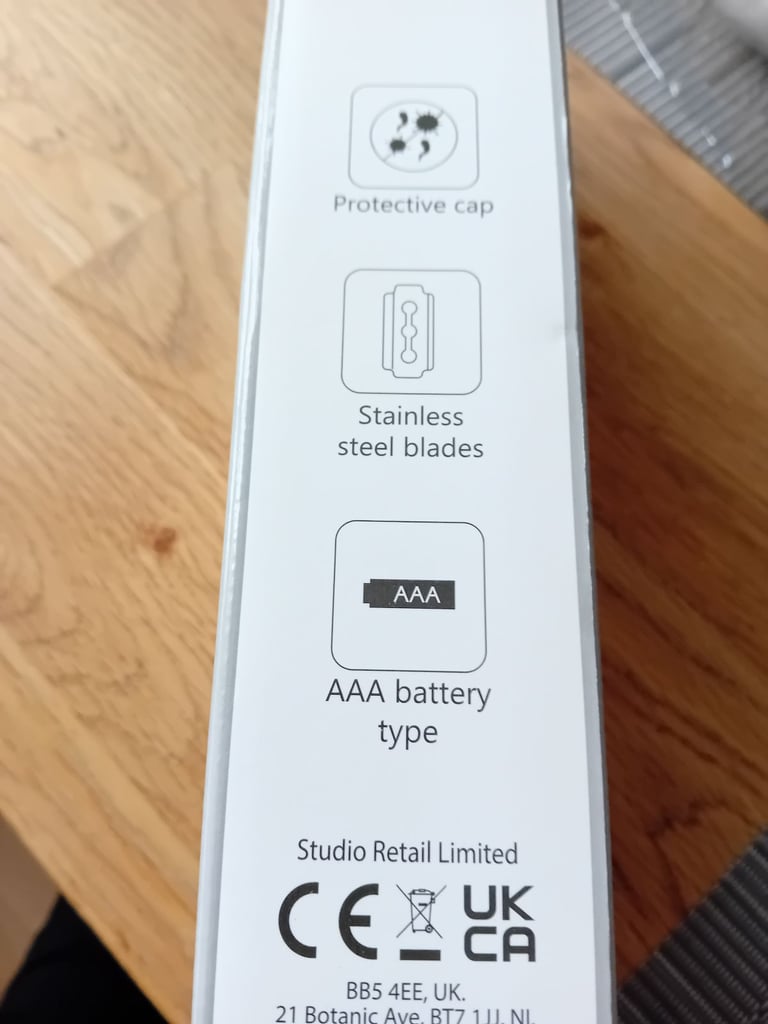 Protective cap
Stainless
steel blades
AAA
AAA battery
type
Studio Retail Limited
CE UK
CA
BB5 4EE, UK.
21 Botanic Ave, BT7 1JJ, NI.